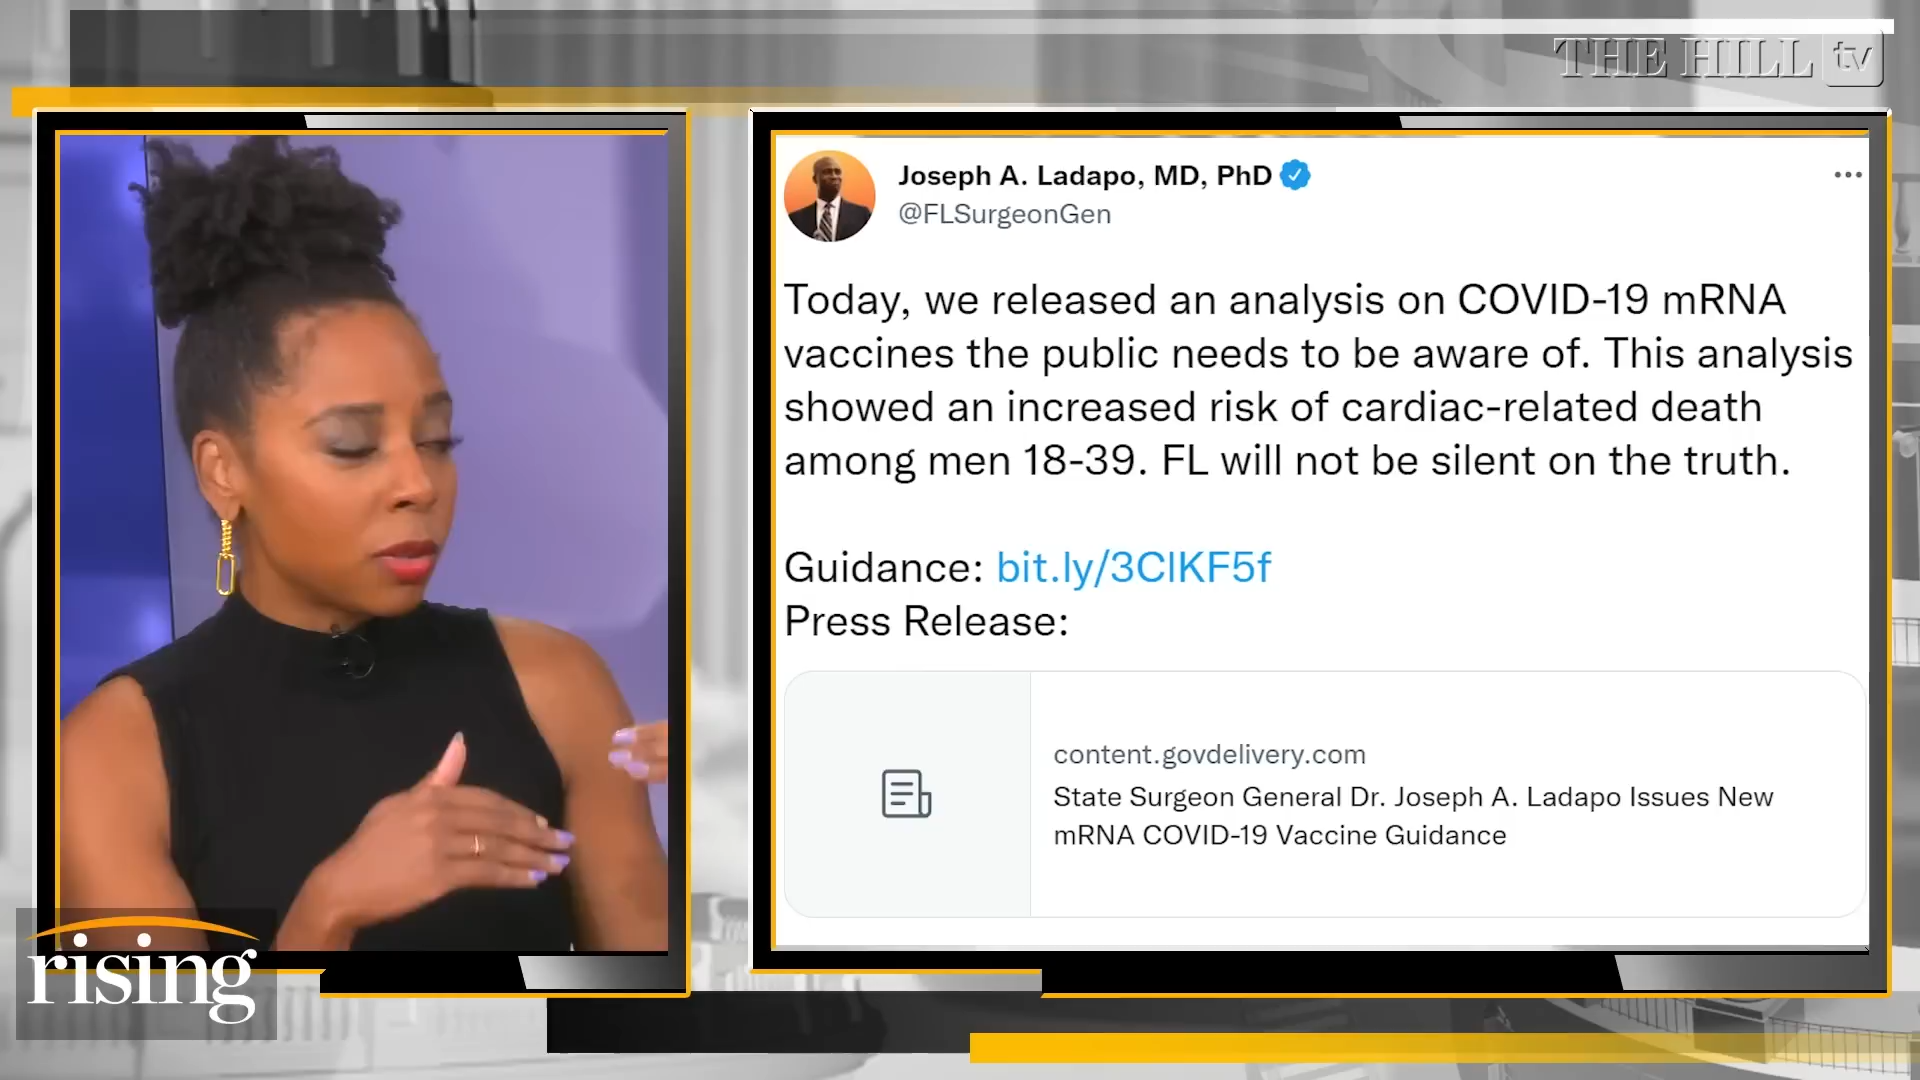 THE HILL tv
Joseph A. Ladapo, MD, PhD
@FLSurgeonGen
Today, we released an analysis on COVID-19 mRNA
vaccines the public needs to be aware of. This analysis
showed an increased risk of cardiac-related death
among men 18-39. FL will not be silent on the truth.
Guidance: bit.ly/3ClKF5f
Press Release:
content.govdelivery.com
State Surgeon General Dr. Joseph A. Ladapo Issues New
mRNA COVID-19 Vaccine Guidance
rising